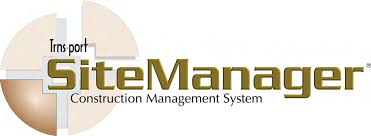 Trns•port
SiteManager®
Construction Management System